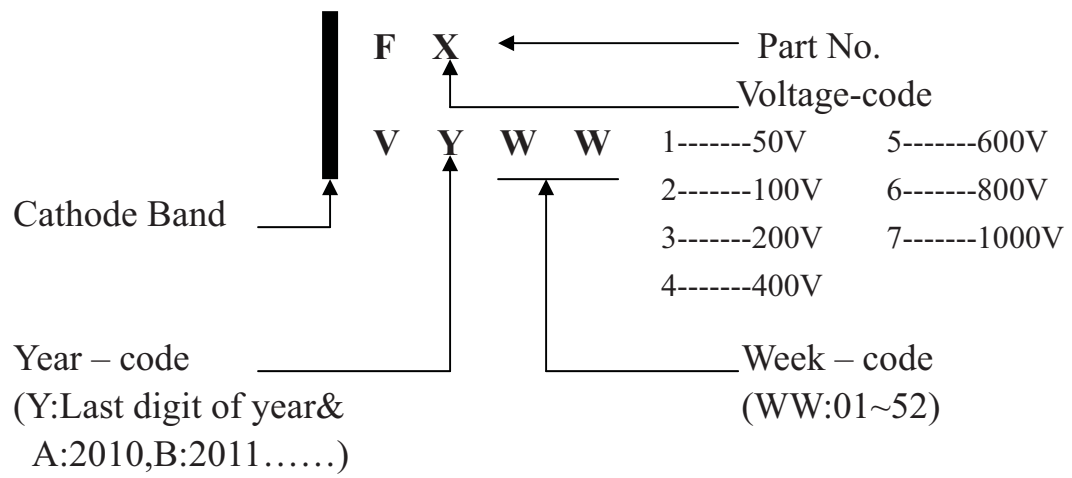 F X Part No.
Voltage-code
V Y W W 1-------50V 5-------600V
2-------100V 6-------800V
Cathode Band
3-------200V 7-------1000V
4-------400V
Year – code Week – code
(Y:Last digit of year& (WW:01~52)
A:2010,B:2011……)